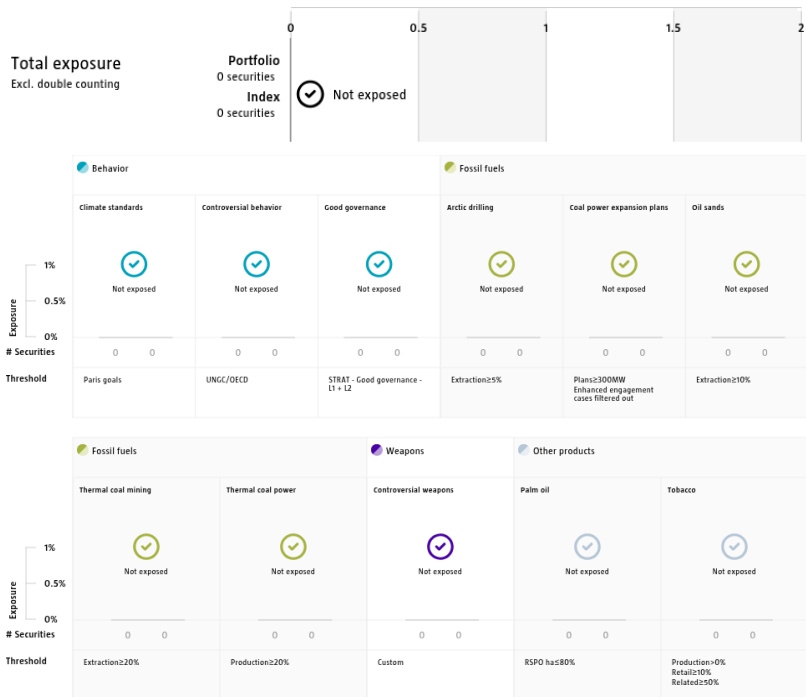 0 0.5 1 1.5 2
Total exposure
Excl. double counting
Portfolio
0 securities
Index
0 securities
Not exposed
Behavior
Fossil fuels
Climate standards Controversial behavior Good governance Arctic drilling Coal power expansion plans Oil sands
Not exposed Not exposed Not exposed Not exposed Not exposed Not exposed
Exposure
1%
0.5%
0%
# Securities 0 0 0 0 0 0 0 0 0 0 0 0
Threshold
Paris goals
UNGC/OECD
STRAT - Good governance -
L1 + L2
Extraction≥5%
Plans≥300MW
Enhanced engagement
cases filtered out
Extraction≥10%
Fossil fuels
Weapons
Other products
Thermal coal mining Thermal coal power Controversial weapons Palm oil Tobacco
Not exposed Not exposed Not exposed Not exposed Not exposed
Exposure
1%
0.5%
0%
# Securities 0 0 0 0 0 0 0 0 0 0
Threshold
Extraction≥20%
Production≥20%
Custom
RSPO ha≤80%
Production>0%
Retail≥10%
Related≥50%